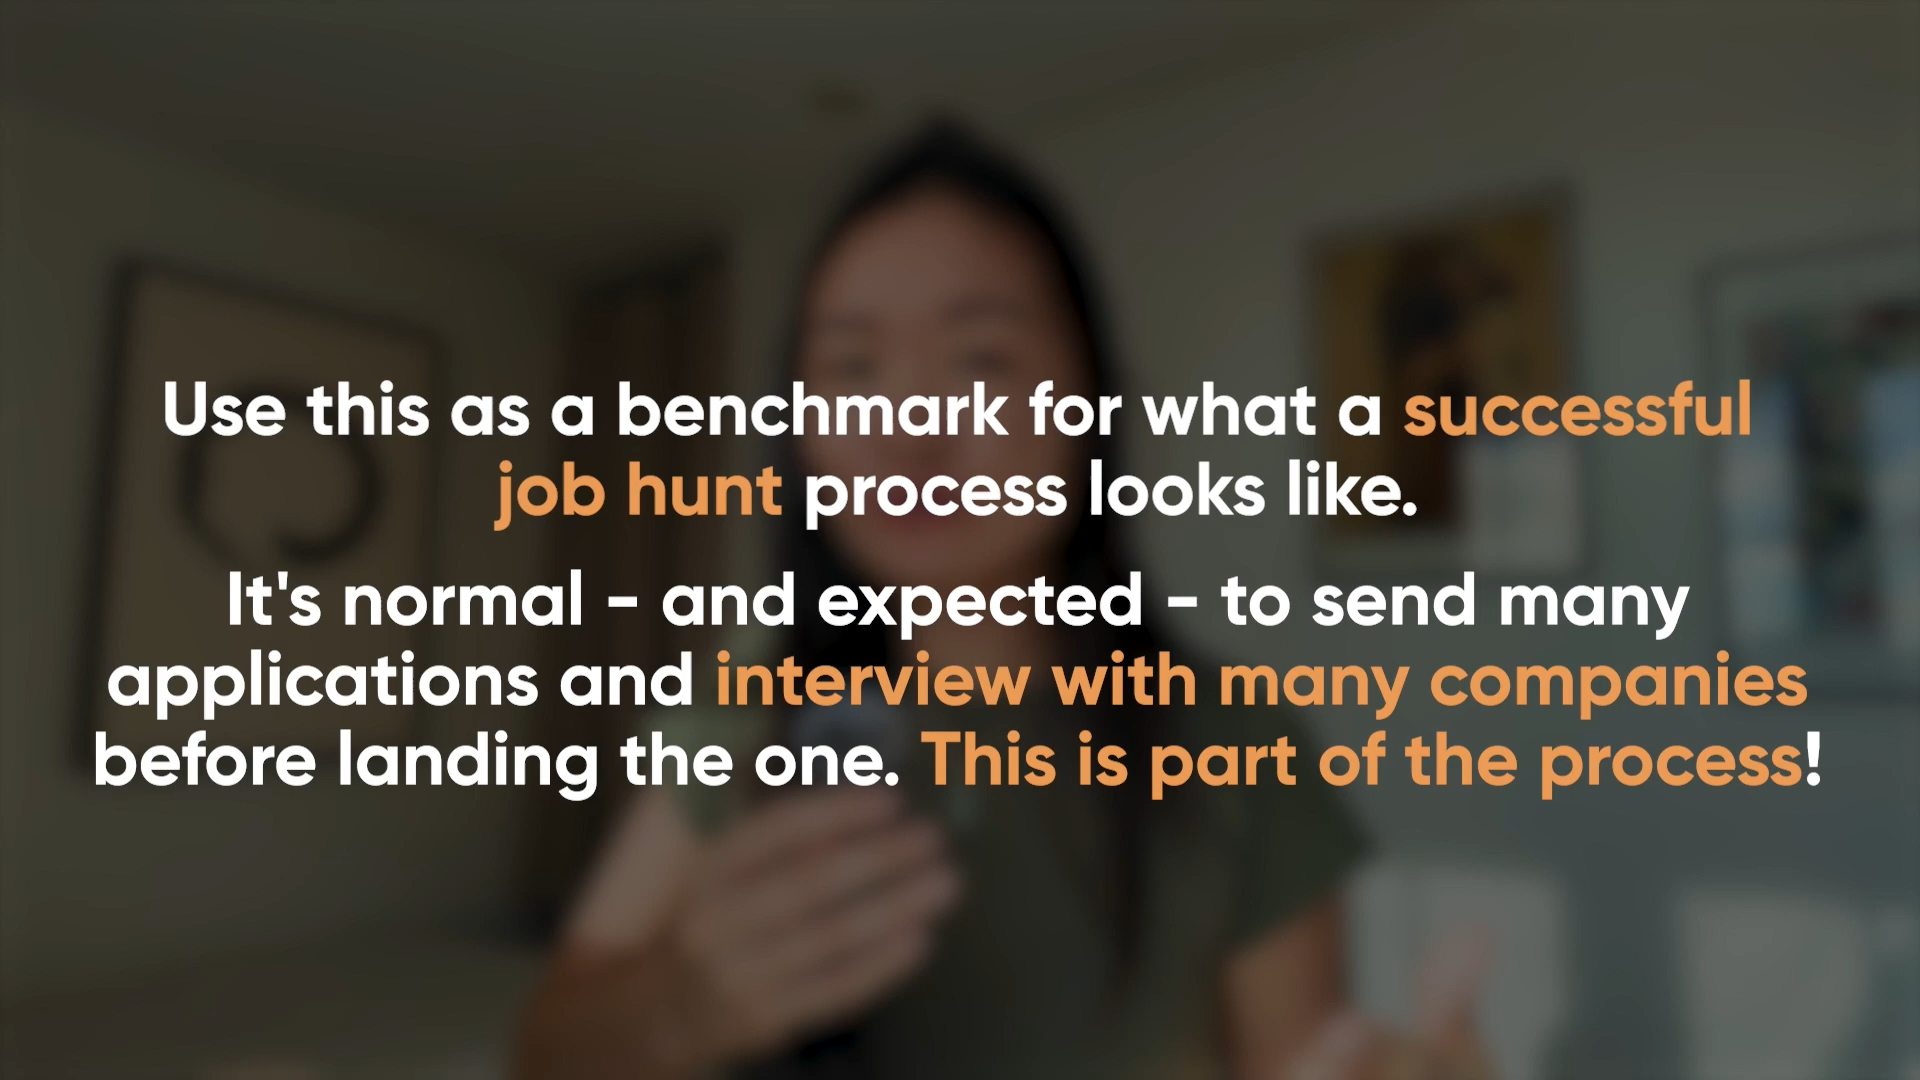 Use this as a benchmark for what a successful
job hunt process looks like.
It's normal - and expected - to send many
applications and interview with many companies
before landing the one. This is part of the process!